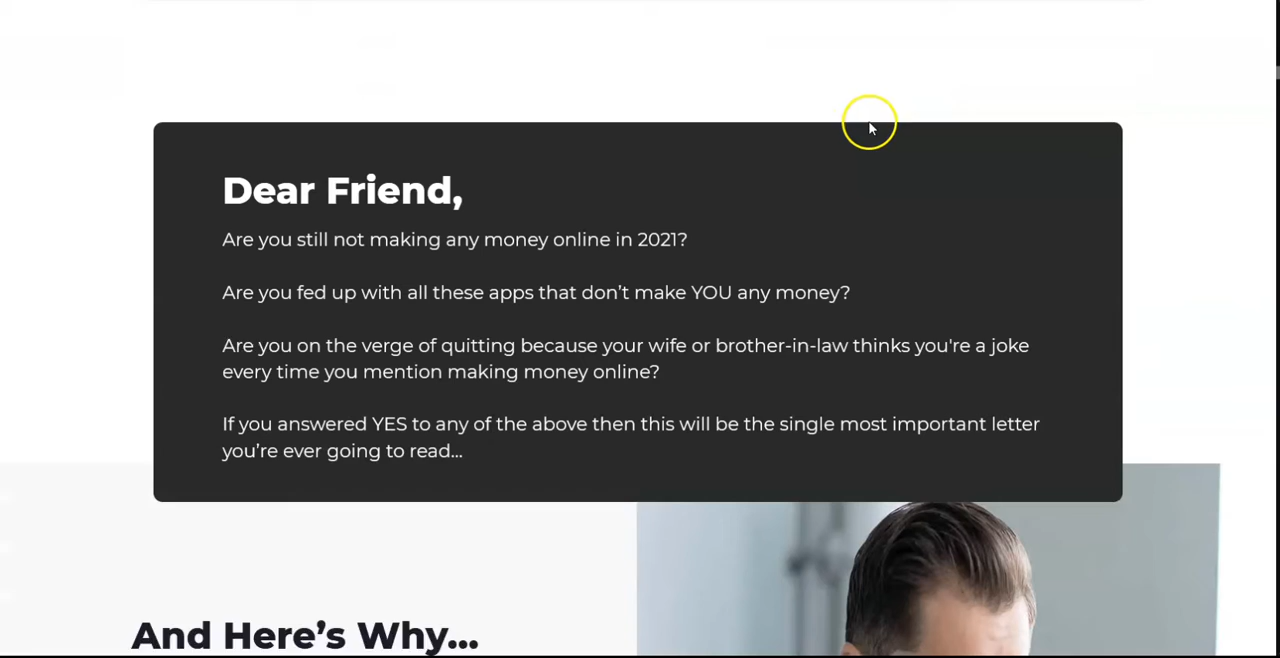 Dear Friend,
Are you still not making any money online in 2021?
Are you fed up with all these apps that don’t make YOU any money?
Are you on the verge of quitting because your wife or brother-in-law thinks you're a joke
every time you mention making money online?
If you answered YES to any of the above then this will be the single most important letter
you’re ever going to read...
And Here’s Why...